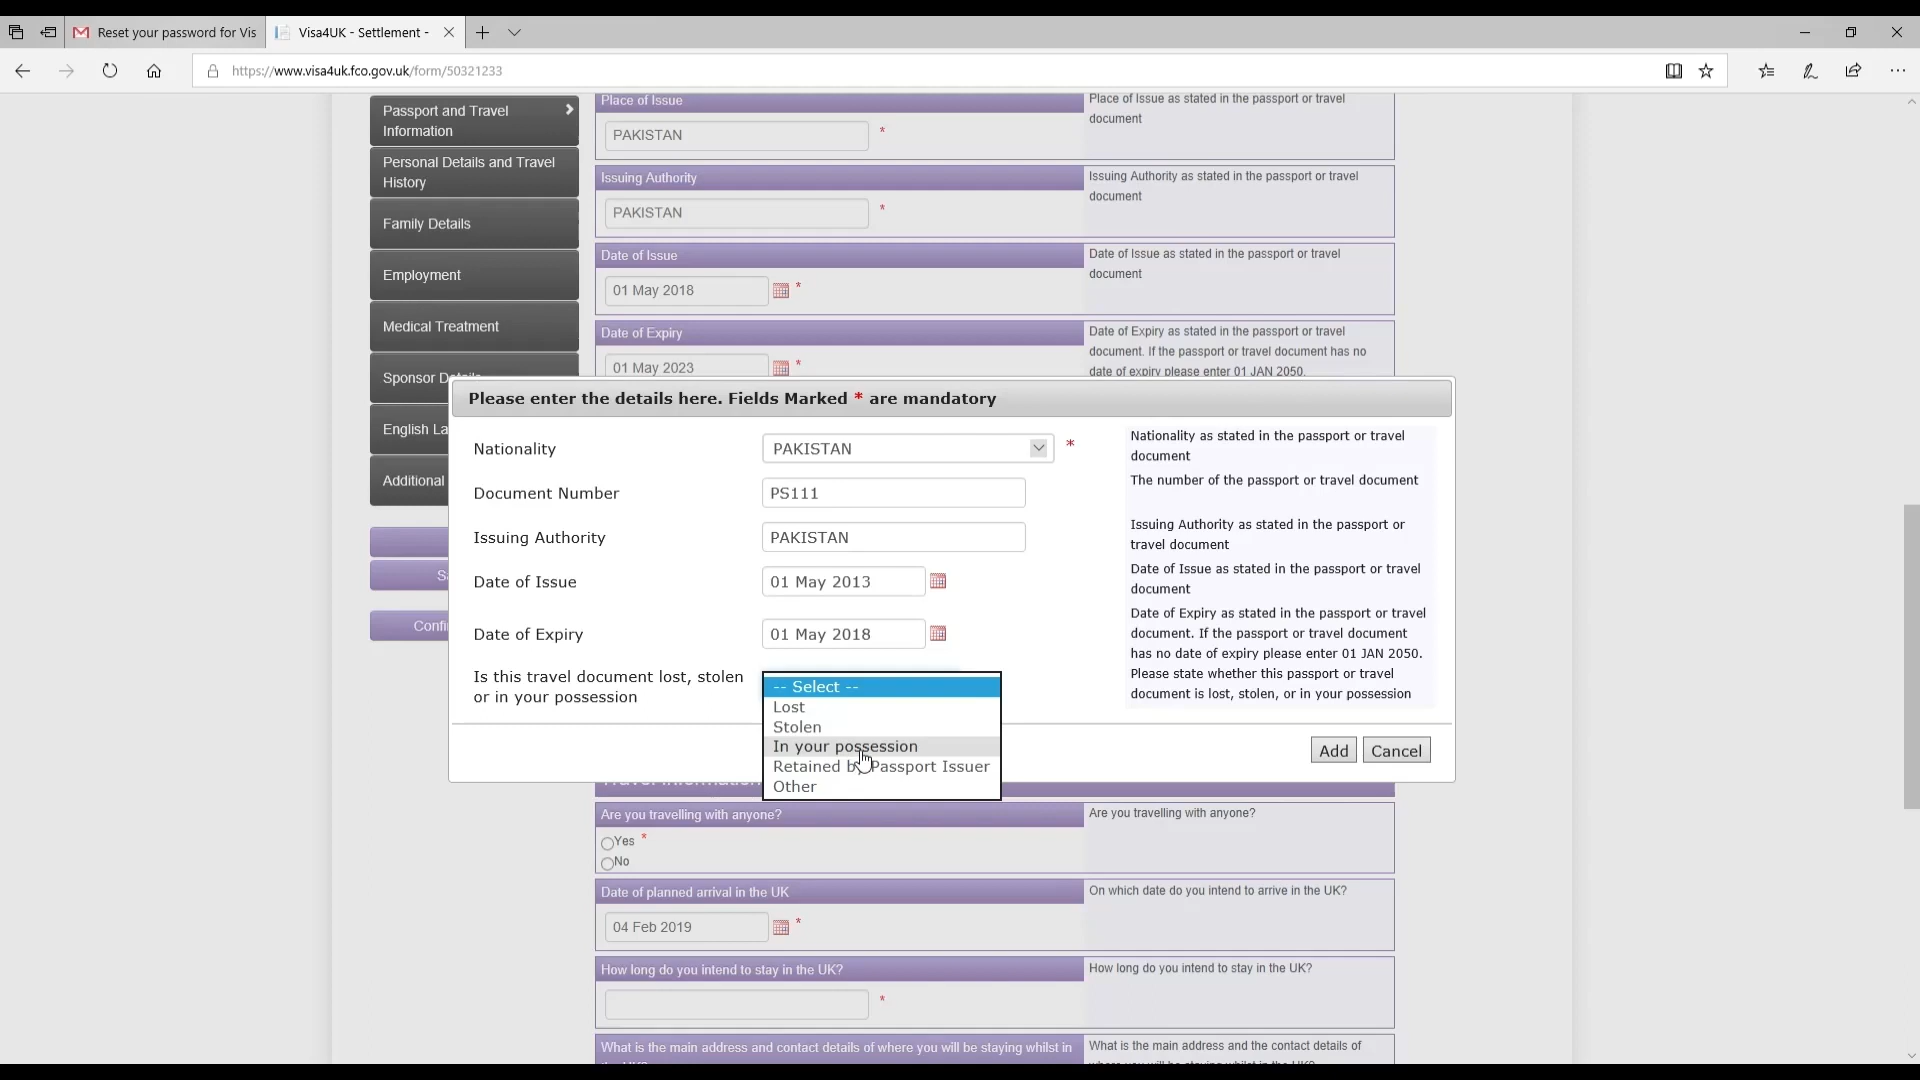 Reset your password for Vis
Visa4UK - Settlement -
https://www.visa4uk.fco.gov.uk/form/50321233
Passport and Travel
Information
Personal Details and Travel
History
Family Details
Employment
Medical Treatment
Sponsor Details
English La
Additional
Sa
Confi
Place of Issue
PAKISTAN
*
Place of Issue as stated in the passport or travel
document
Issuing Authority
PAKISTAN
*
Issuing Authority as stated in the passport or travel
document
Date of Issue
01 May 2018
*
Date of Issue as stated in the passport or travel
document
Date of Expiry
01 May 2023
*
Date of Expiry as stated in the passport or travel
document. If the passport or travel document has no
date of expiry please enter 01 JAN 2050.
Please enter the details here. Fields Marked * are mandatory
Nationality
PAKISTAN
*
Nationality as stated in the passport or travel
document
Document Number
PS111
The number of the passport or travel document
Issuing Authority
PAKISTAN
Issuing Authority as stated in the passport or
travel document
Date of Issue
01 May 2013
Date of Issue as stated in the passport or travel
document
Date of Expiry
01 May 2018
Date of Expiry as stated in the passport or travel
document. If the passport or travel document
has no date of expiry please enter 01 JAN 2050.
Is this travel document lost, stolen
or in your possession
Please state whether this passport or travel
document is lost, stolen, or in your possession
-- Select --
Lost
Stolen
In your possession
Retained by Passport Issuer
Other
Add
Cancel
Travel Information
Are you travelling with anyone?
Yes *
No
Are you travelling with anyone?
Date of planned arrival in the UK
04 Feb 2019
*
On which date do you intend to arrive in the UK?
How long do you intend to stay in the UK?
*
How long do you intend to stay in the UK?
What is the main address and contact details of where you will be staying whilst in
What is the main address and the contact details of